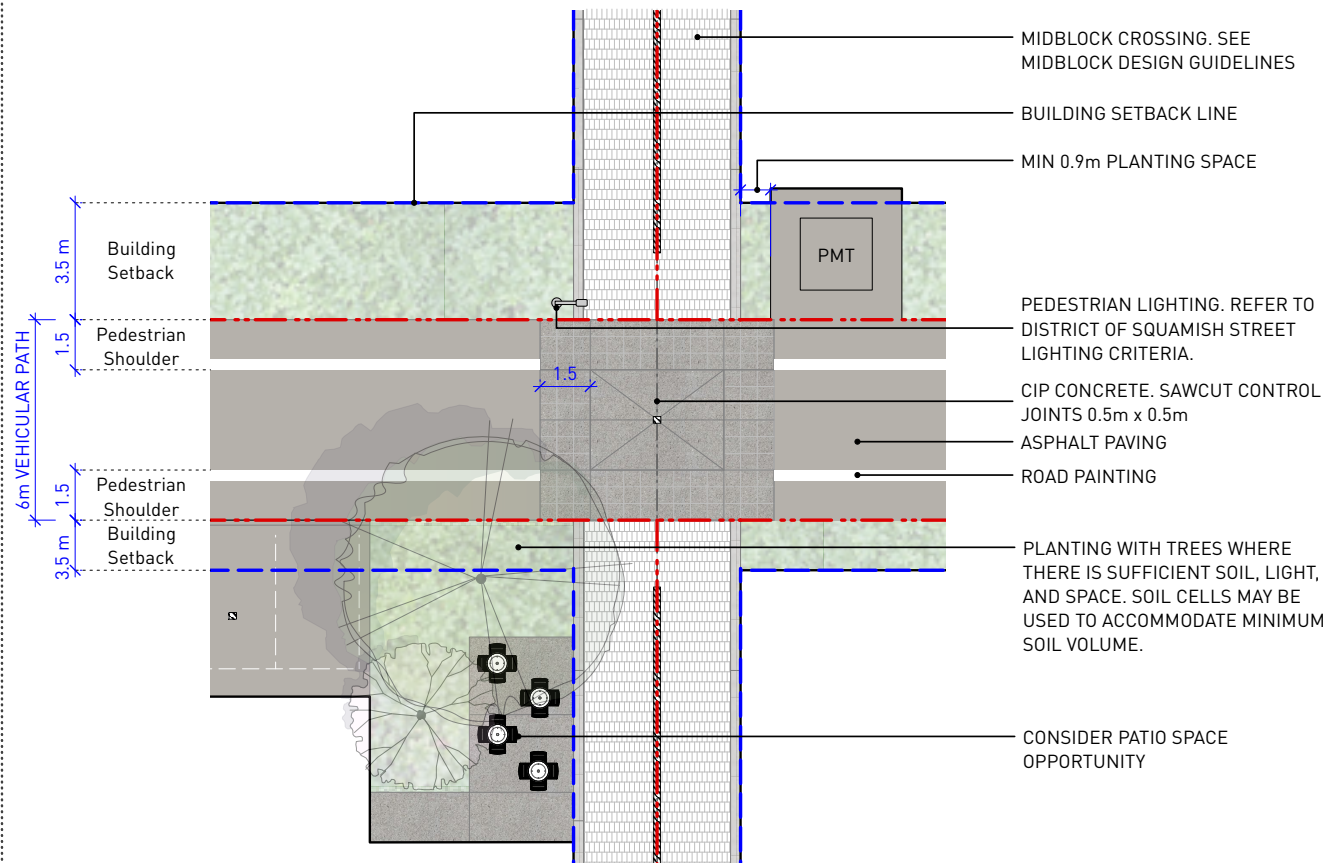 MIDBLOCK CROSSING. SEE
MIDBLOCK DESIGN GUIDELINES
BUILDING SETBACK LINE
MIN 0.9m PLANTING SPACE
3.5 m
Building
Setback
PMT
6m VEHICULAR PATH
1.5
Pedestrian
Shoulder
PEDESTRIAN LIGHTING. REFER TO
DISTRICT OF SQUAMISH STREET
LIGHTING CRITERIA.
1.5
CIP CONCRETE. SAWCUT CONTROL
JOINTS 0.5m x 0.5m
ASPHALT PAVING
ROAD PAINTING
1.5
Pedestrian
Shoulder
3.5 m
Building
Setback
PLANTING WITH TREES WHERE
THERE IS SUFFICIENT SOIL, LIGHT,
AND SPACE. SOIL CELLS MAY BE
USED TO ACCOMMODATE MINIMUM
SOIL VOLUME.
CONSIDER PATIO SPACE
OPPORTUNITY